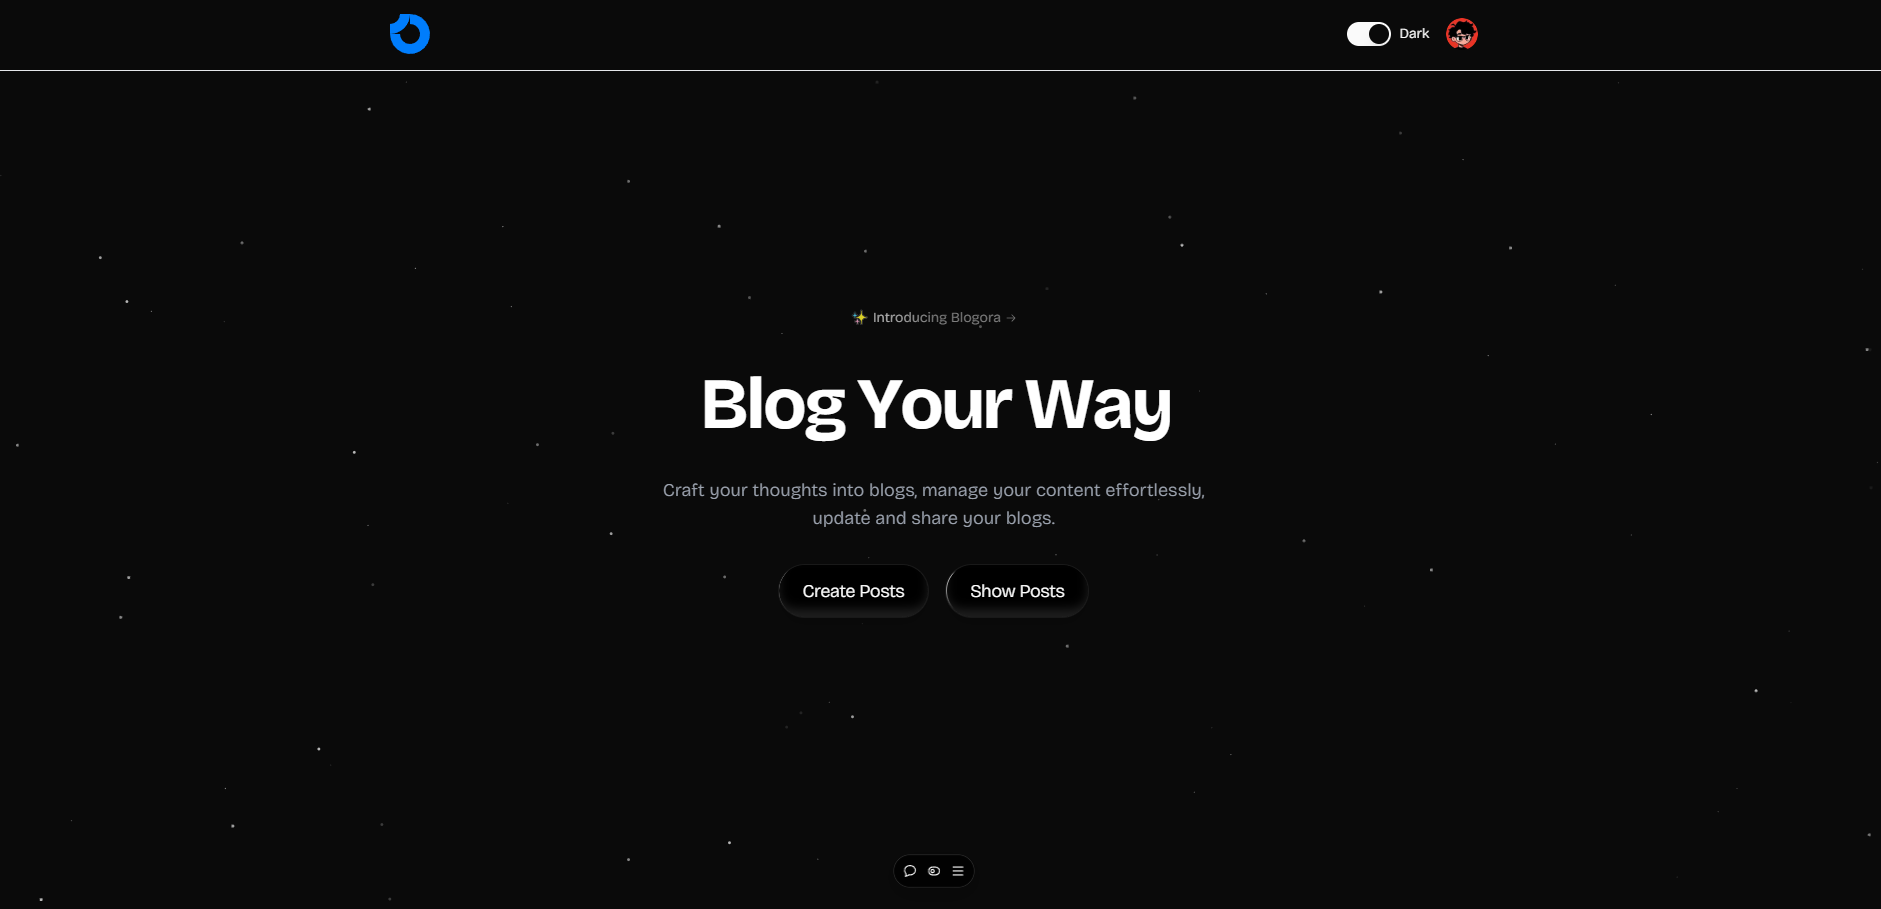 Dark
✨ Introducing Blogora →
Blog Your Way
Craft your thoughts into blogs, manage your content effortlessly,
update and share your blogs.
Create Posts
Show Posts